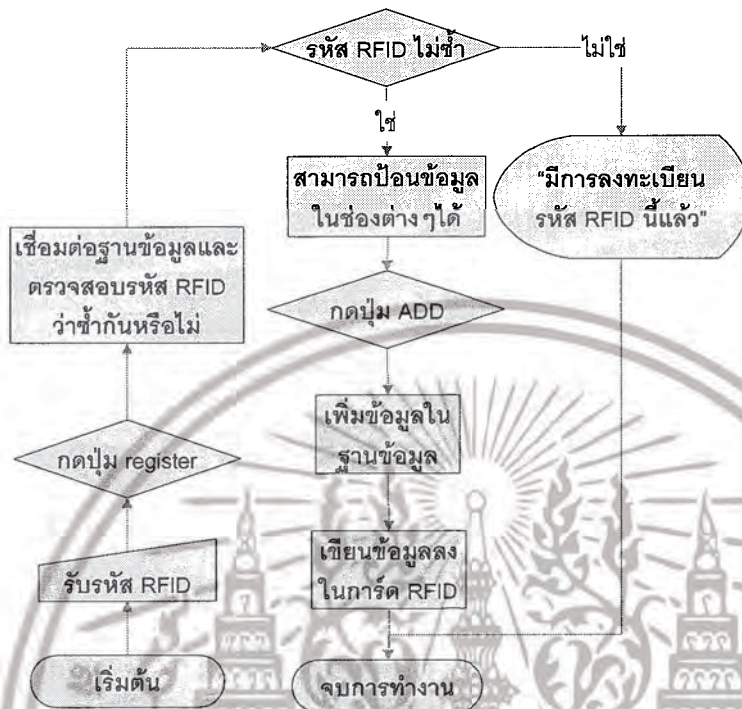 รหัส RFID ไม่ซ้ำ
ไม่ใช่
ใช่
สามารถป้อนข้อมูล
ในช่องต่างๆได้
"มีการลงทะเบียน
รหัส RFID นี้แล้ว"
เชื่อมต่อฐานข้อมูลและ
ตรวจสอบรหัส RFID
ว่าซ้ำกันหรือไม่
กดปุ่ม ADD
เพิ่มข้อมูลใน
ฐานข้อมูล
กดปุ่ม register
เขียนข้อมูลลง
ในการ์ด RFID
รับรหัส RFID
เริ่มต้น
จบการทำงาน